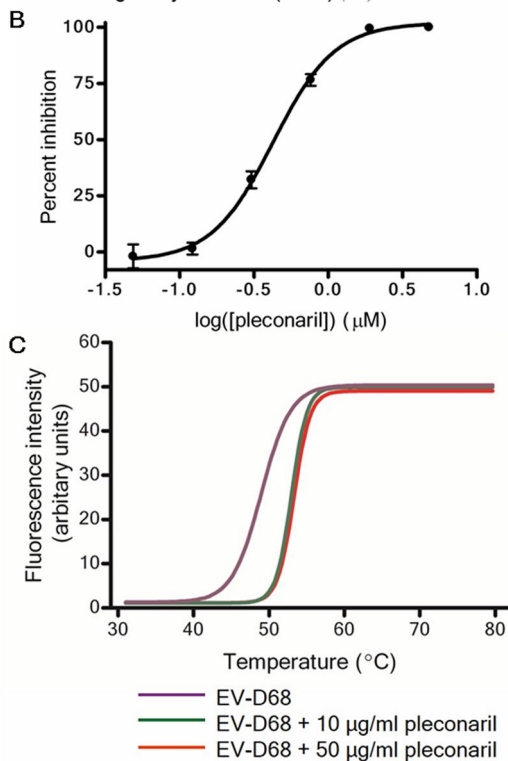 B
Percent inhibition
100
75
50
25
0
-1.5 -1.0 -0.5 0.0 0.5 1.0
log([pleconaril]) (μM)
C
Fluorescence intensity
(arbitary units)
60
50
40
30
20
10
0
30 40 50 60 70 80
Temperature (°C)
EV-D68
EV-D68 + 10 μg/ml pleconaril
EV-D68 + 50 μg/ml pleconaril